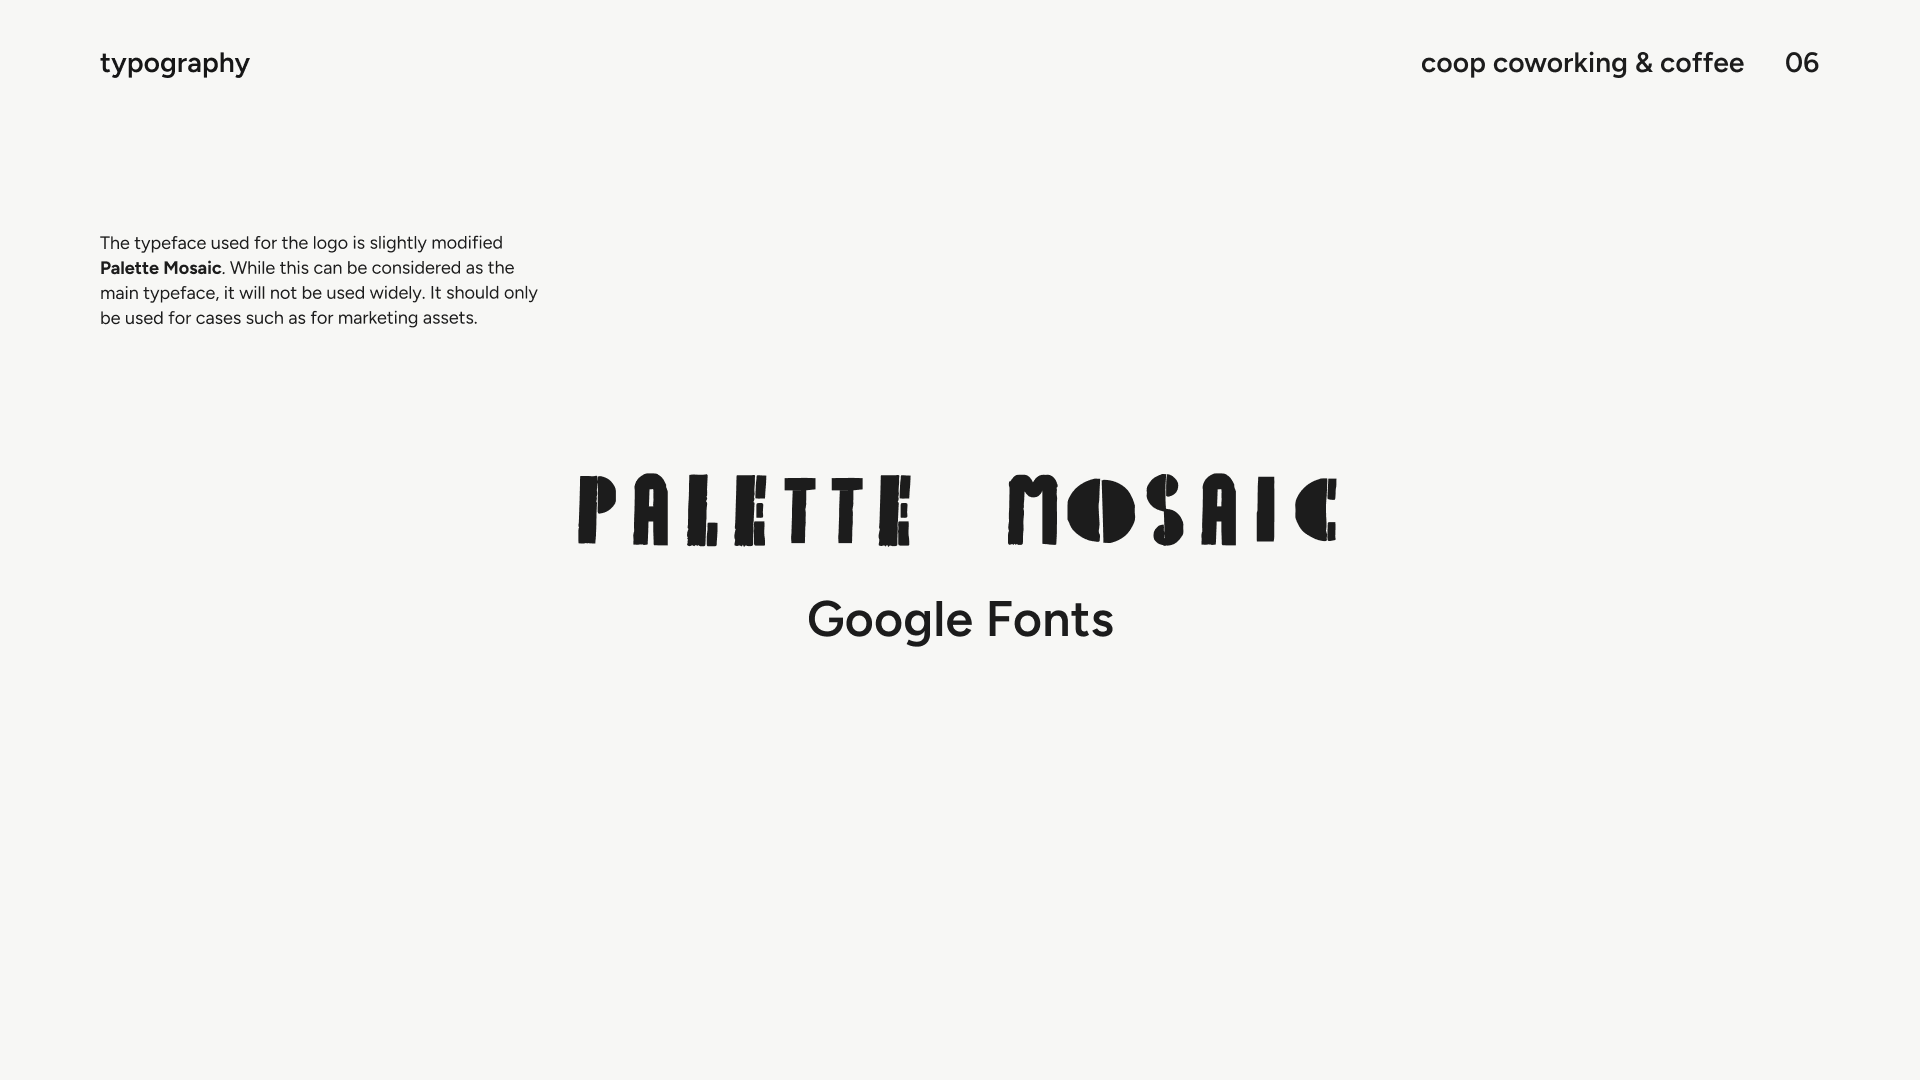 typography
coop coworking & coffee 06
The typeface used for the logo is slightly modified
Palette Mosaic. While this can be considered as the
main typeface, it will not be used widely. It should only
be used for cases such as for marketing assets.
PALETTE MOSAIC
Google Fonts